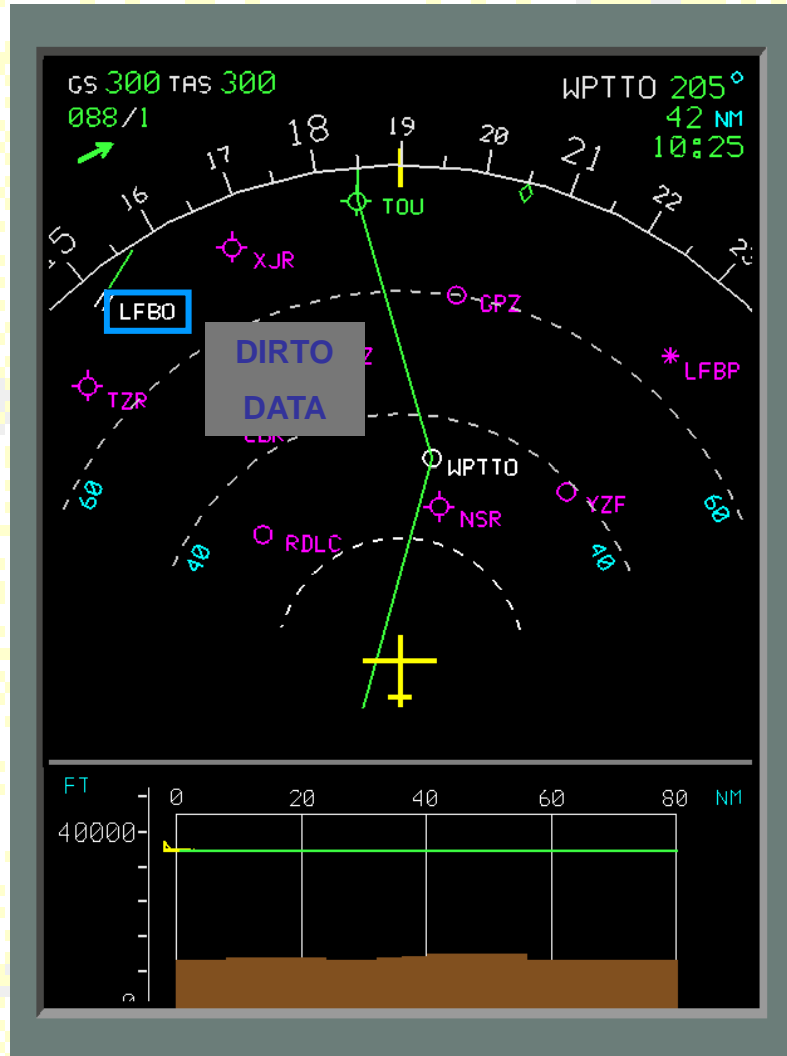 GS 300 TAS 300
WPTTO 205°
088/1
42 NM
10:25
15 16 17 18 19 20 21 22 23
TOU
XJR
GPZ
LFBO
DIRTO
Z
LFBP
TZR
DATA
WPTTO
60
YZF
60
NSR
RDLC
40
40
FT
0 20 40 60 80 NM
40000
0